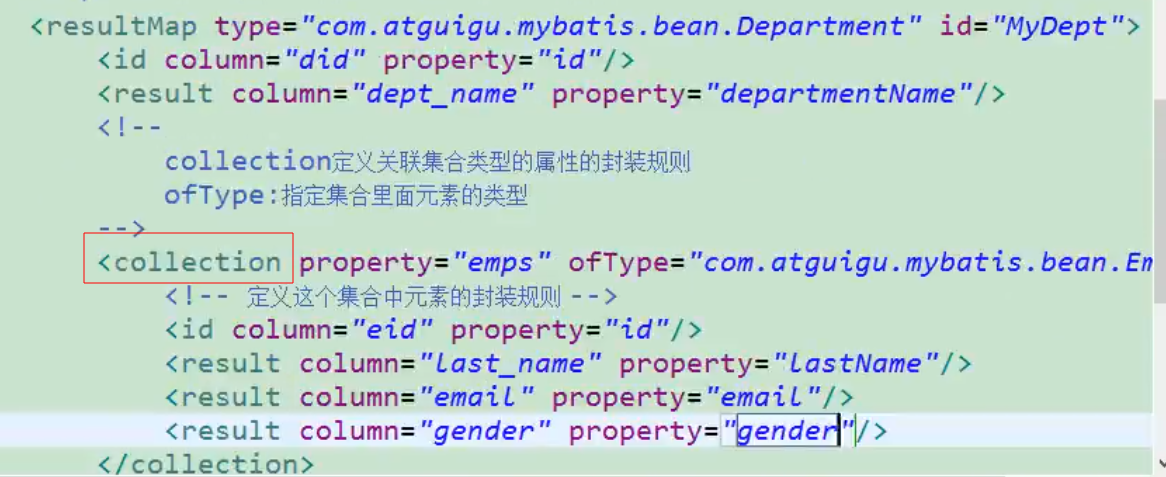 <resultMap type="com.atguigu.mybatis.bean.Department" id="MyDept">
<id column="did" property="id"/>
<result column="dept_name" property="departmentName"/>
<!--
collection定义关联集合类型的属性的封装规则
ofType:指定集合里面元素的类型
-->
<collection property="emps" ofType="com.atguigu.mybatis.bean.Em
<!-- 定义这个集合中元素的封装规则 -->
<id column="eid" property="id"/>
<result column="last_name" property="lastName"/>
<result column="email" property="email"/>
<result column="gender" property="gender"/>
</collection>